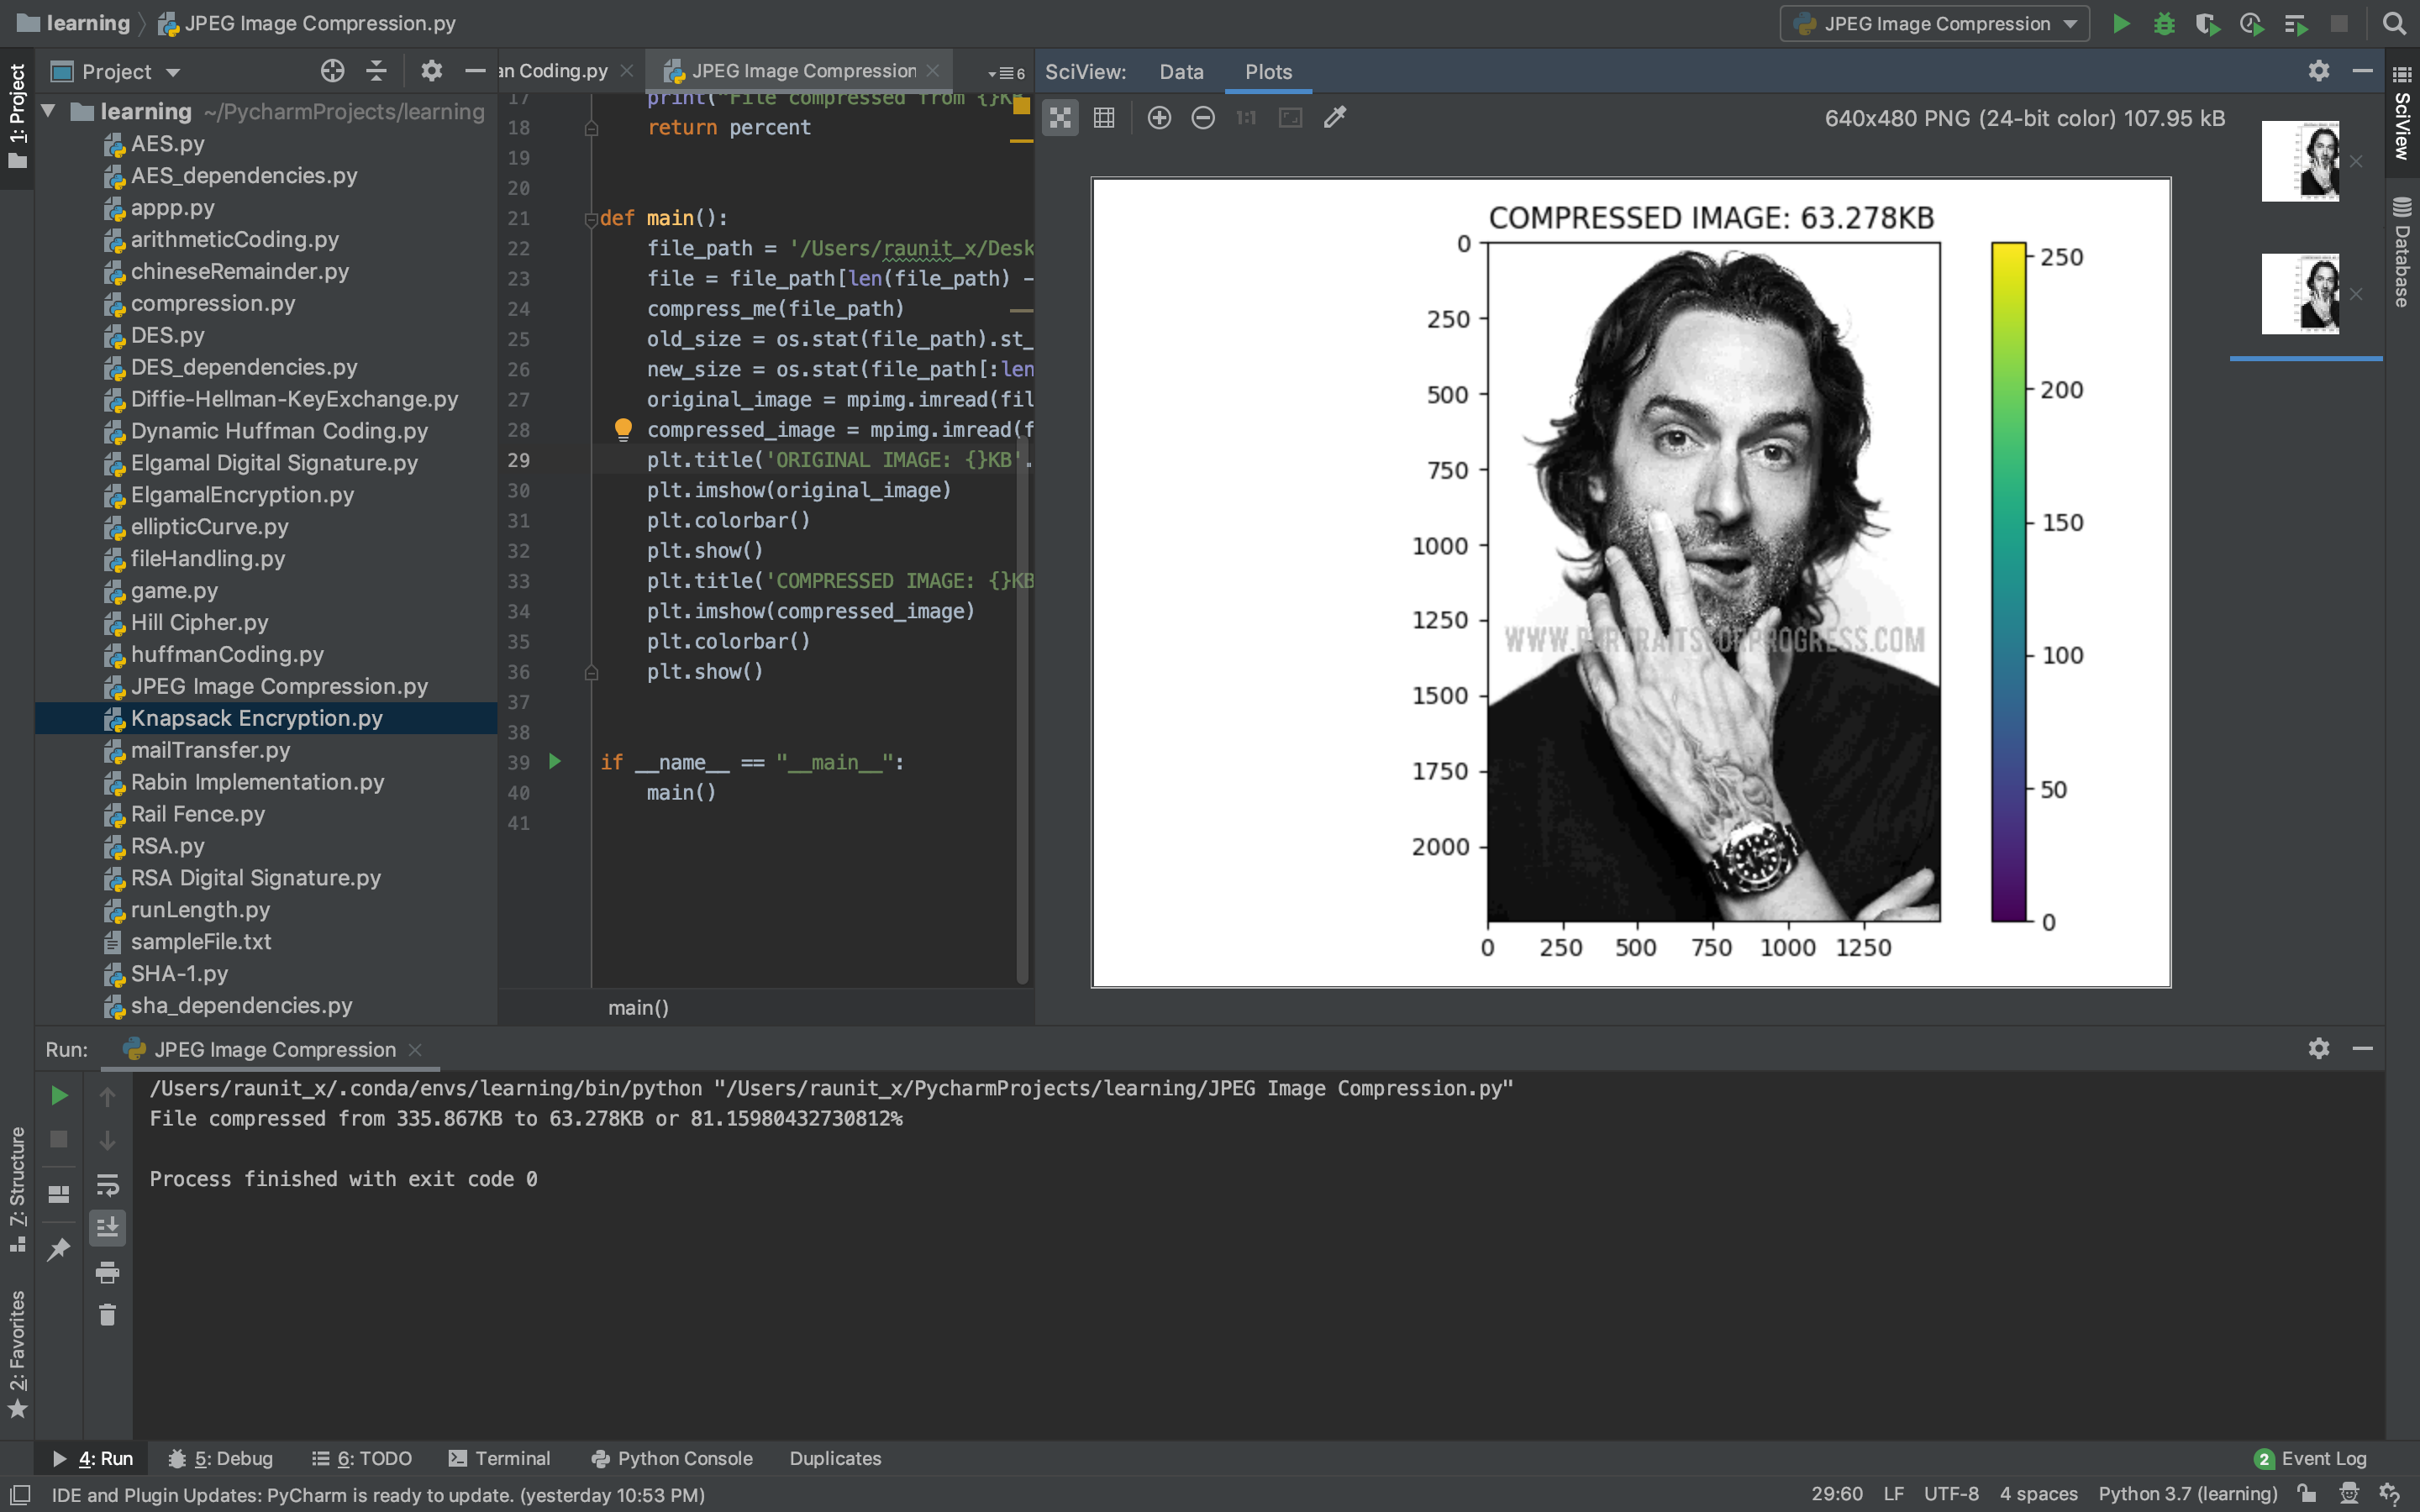 learning
JPEG Image Compression.py
JPEG Image Compression
1: Project
Project
an Coding.py
JPEG Image Compression
6
SciView:
Data
Plots
SciView
Database
learning ~/PycharmProjects/learning
AES.py
AES_dependencies.py
appp.py
arithmeticCoding.py
chineseRemainder.py
compression.py
DES.py
DES_dependencies.py
Diffie-Hellman-KeyExchange.py
Dynamic Huffman Coding.py
Elgamal Digital Signature.py
ElgamalEncryption.py
ellipticCurve.py
fileHandling.py
game.py
Hill Cipher.py
huffmanCoding.py
JPEG Image Compression.py
Knapsack Encryption.py
mailTransfer.py
Rabin Implementation.py
Rail Fence.py
RSA.py
RSA Digital Signature.py
runLength.py
sampleFile.txt
SHA-1.py
sha_dependencies.py
17 print("File compressed from {}KB
18 return percent
19
20
21 def main():
22 file_path = '/Users/raunit_x/Desk
23 file = file_path[len(file_path) -
24 compress_me(file_path)
25 old_size = os.stat(file_path).st_
26 new_size = os.stat(file_path[:len
27 original_image = mpimg.imread(fil
28 compressed_image = mpimg.imread(f
29 plt.title('ORIGINAL IMAGE: {}KB'.
30 plt.imshow(original_image)
31 plt.colorbar()
32 plt.show()
33 plt.title('COMPRESSED IMAGE: {}KB
34 plt.imshow(compressed_image)
35 plt.colorbar()
36 plt.show()
37
38
39 if __name__ == "__main__":
40 main()
41
main()
1:1
640x480 PNG (24-bit color) 107.95 kB
COMPRESSED IMAGE: 63.278KB
0
250
500
750
1000
1250
1500
1750
2000
WWW.PORTRAITSFORPROGRESS.COM
0 250 500 750 1000 1250
250
200
150
100
50
0
Run:
JPEG Image Compression
/Users/raunit_x/.conda/envs/learning/bin/python "/Users/raunit_x/PycharmProjects/learning/JPEG Image Compression.py"
File compressed from 335.867KB to 63.278KB or 81.15980432730812%
Process finished with exit code 0
7: Structure
2: Favorites
4: Run
5: Debug
6: TODO
Terminal
Python Console
Duplicates
2 Event Log
IDE and Plugin Updates: PyCharm is ready to update. (yesterday 10:53 PM)
29:60
LF
UTF-8
4 spaces
Python 3.7 (learning)